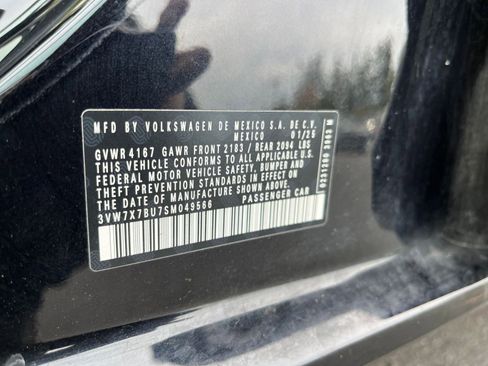 MFD BY VOLKSWAGEN DE MEXICO S.A. DE C.V.
MEXICO 01/25
GVWR 4167 GAWR FRONT 2183 / REAR 2094 LBS
THIS VEHICLE CONFORMS TO ALL APPLICABLE U.S.
FEDERAL MOTOR VEHICLE SAFETY, BUMPER AND
THEFT PREVENTION STANDARDS IN EFFECT ON
THE DATE OF MANUFACTURE SHOWN ABOVE
3VW7X7BU7SM049566 PASSENGER CAR